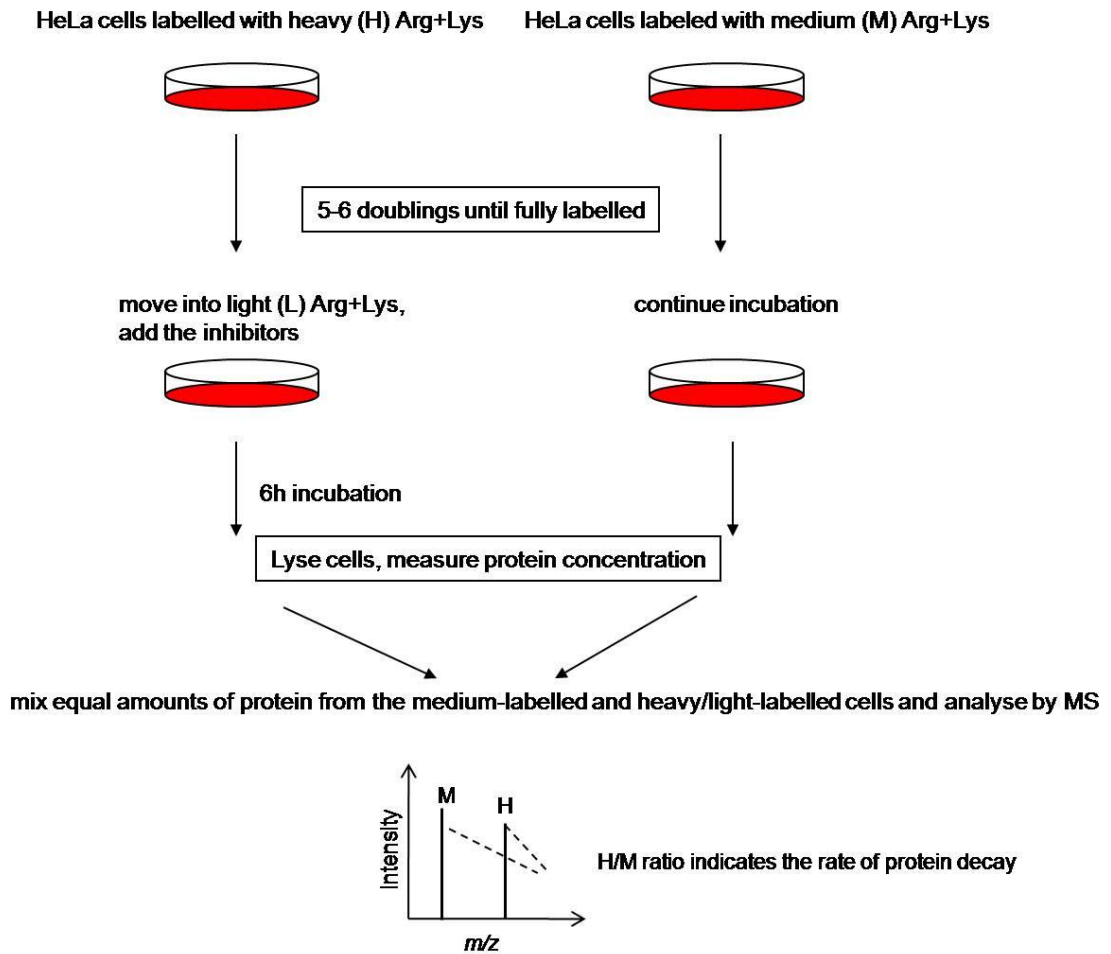 HeLa cells labelled with heavy (H) Arg+Lys
HeLa cells labeled with medium (M) Arg+Lys
5-6 doublings until fully labelled
move into light (L) Arg+Lys,
add the inhibitors
continue incubation
6h incubation
Lyse cells, measure protein concentration
mix equal amounts of protein from the medium-labelled and heavy/light-labelled cells and analyse by MS
Intensity
M
H
m/z
H/M ratio indicates the rate of protein decay